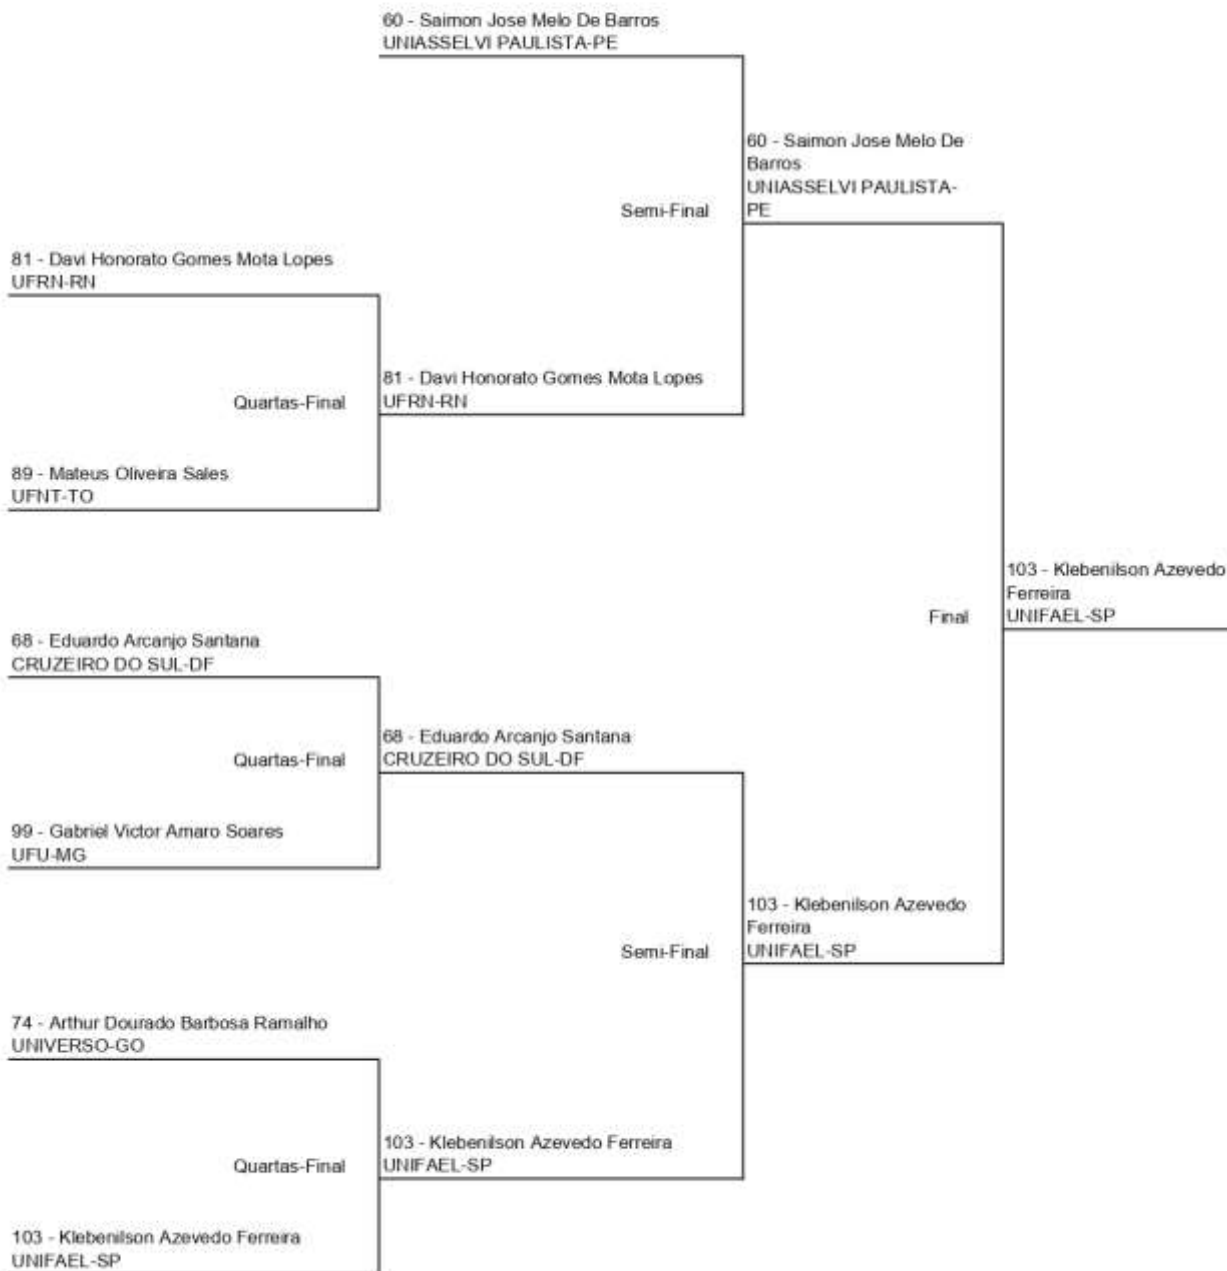 60 - Saimon Jose Melo De Barros
UNIASSELVI PAULISTA-PE
60 - Saimon Jose Melo De
Barros
UNIASSELVI PAULISTA-
PE
Semi-Final
81 - Davi Honorato Gomes Mota Lopes
UFRN-RN
81 - Davi Honorato Gomes Mota Lopes
UFRN-RN
Quartas-Final
89 - Mateus Oliveira Sales
UFNT-TO
103 - Klebenilson Azevedo
Ferreira
UNIFAEL-SP
Final
68 - Eduardo Arcanjo Santana
CRUZEIRO DO SUL-DF
68 - Eduardo Arcanjo Santana
CRUZEIRO DO SUL-DF
Quartas-Final
99 - Gabriel Victor Amaro Soares
UFU-MG
103 - Klebenilson Azevedo
Ferreira
UNIFAEL-SP
Semi-Final
74 - Arthur Dourado Barbosa Ramalho
UNIVERSO-GO
103 - Klebenilson Azevedo Ferreira
UNIFAEL-SP
Quartas-Final
103 - Klebenilson Azevedo Ferreira
UNIFAEL-SP